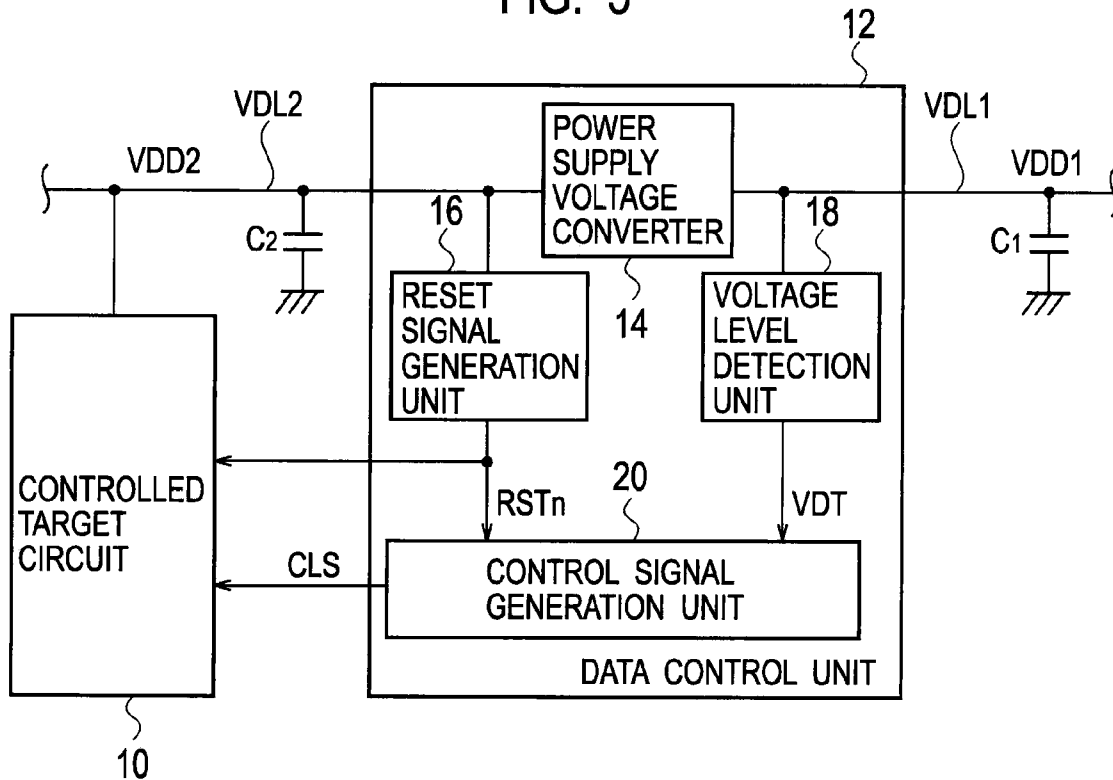 FIG. 9
12
VDL2
VDL1
VDD2
VDD1
POWER
SUPPLY
VOLTAGE
CONVERTER
16
18
C2
C1
14
RESET
SIGNAL
GENERATION
UNIT
VOLTAGE
LEVEL
DETECTION
UNIT
CONTROLLED
TARGET
CIRCUIT
RSTn
20
VDT
CLS
CONTROL SIGNAL
GENERATION UNIT
DATA CONTROL UNIT
10